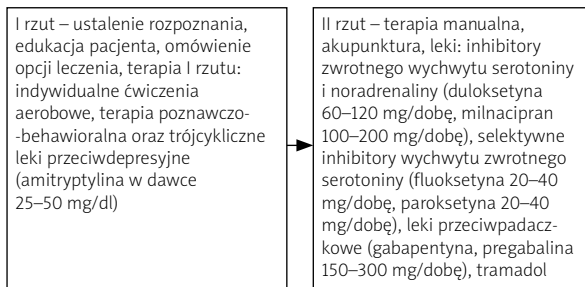 I rzut – ustalenie rozpoznania,
edukacja pacjenta, omówienie
opcji leczenia, terapia I rzutu:
indywidualne ćwiczenia
aerobowe, terapia poznawczo-
-behawioralna oraz trójcykliczne
leki przeciwdepresyjne
(amitryptylina w dawce
25–50 mg/dl)
II rzut – terapia manualna,
akupunktura, leki: inhibitory
zwrotnego wychwytu serotoniny
i noradrenaliny (duloksetyna
60–120 mg/dobę, milnacipran
100–200 mg/dobę), selektywne
inhibitory wychwytu zwrotnego
serotoniny (fluoksetyna 20–40
mg/dobę, paroksetyna 20–40
mg/dobę), leki przeciwpadacz-
kowe (gabapentyna, pregabalina
150–300 mg/dobę), tramadol